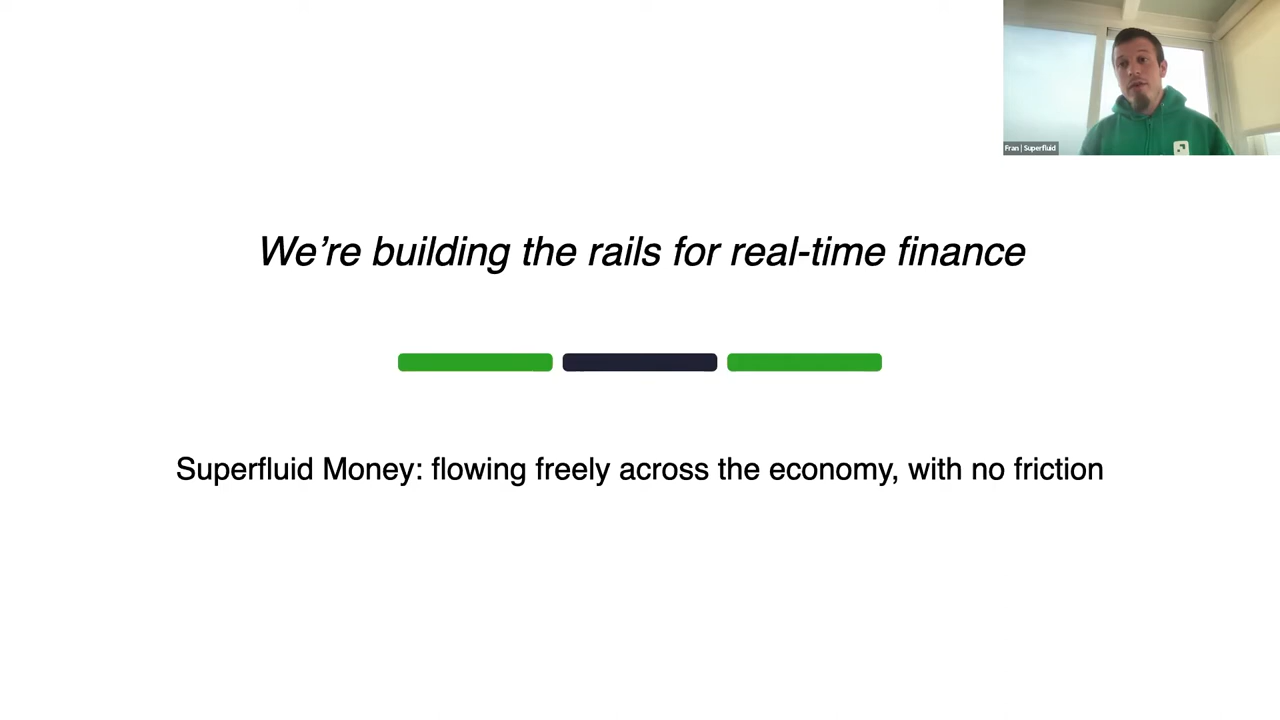 Fran | Superfluid
We’re building the rails for real-time finance
Superfluid Money: flowing freely across the economy, with no friction